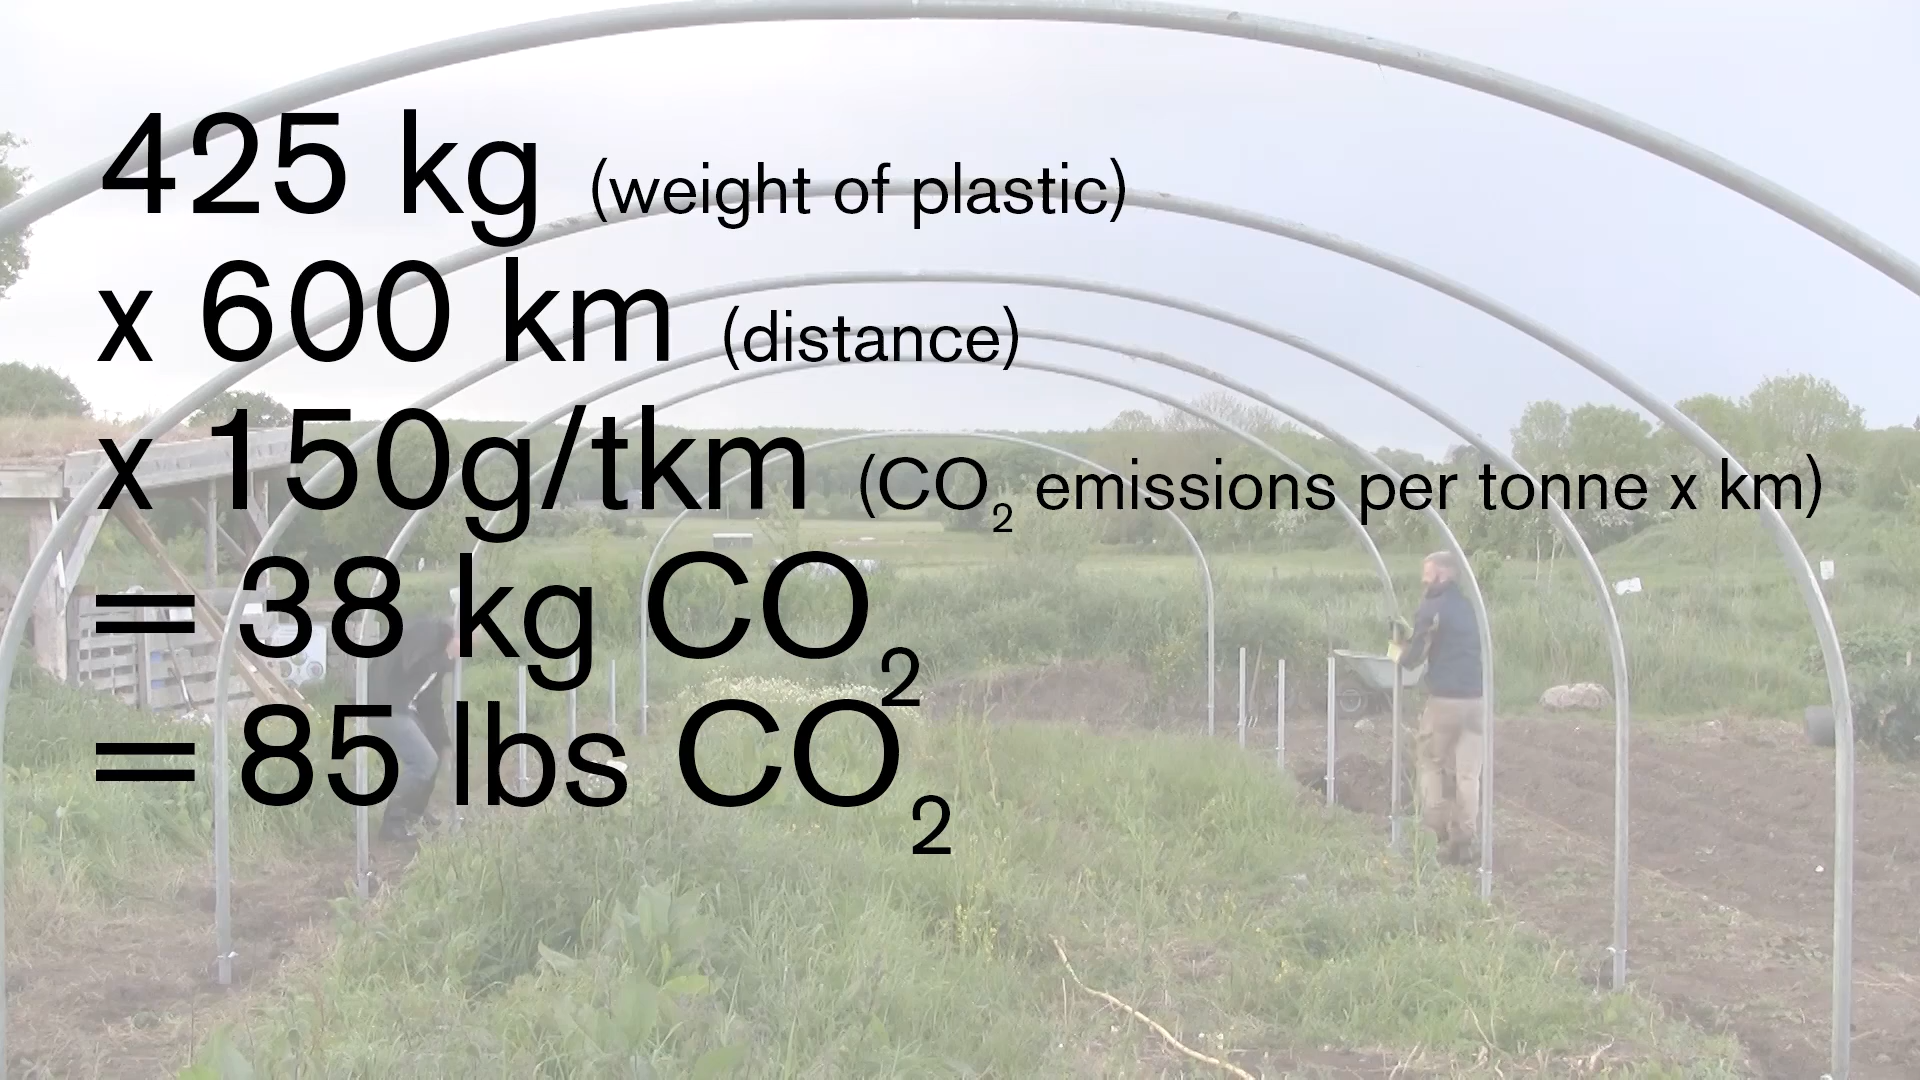 425 kg (weight of plastic)
x 600 km (distance)
x 150g/tkm (CO₂ emissions per tonne x km)
= 38 kg CO₂
= 85 lbs CO₂